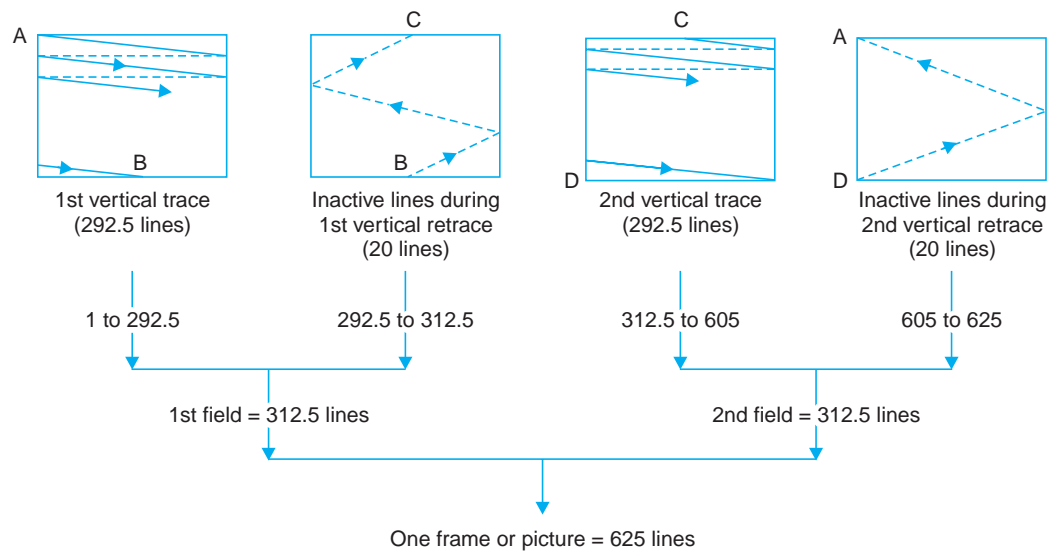 A
B
C
B
C
D
A
D
1st vertical trace
(292.5 lines)
Inactive lines during
1st vertical retrace
(20 lines)
2nd vertical trace
(292.5 lines)
Inactive lines during
2nd vertical retrace
(20 lines)
1 to 292.5
292.5 to 312.5
312.5 to 605
605 to 625
1st field = 312.5 lines
2nd field = 312.5 lines
One frame or picture = 625 lines